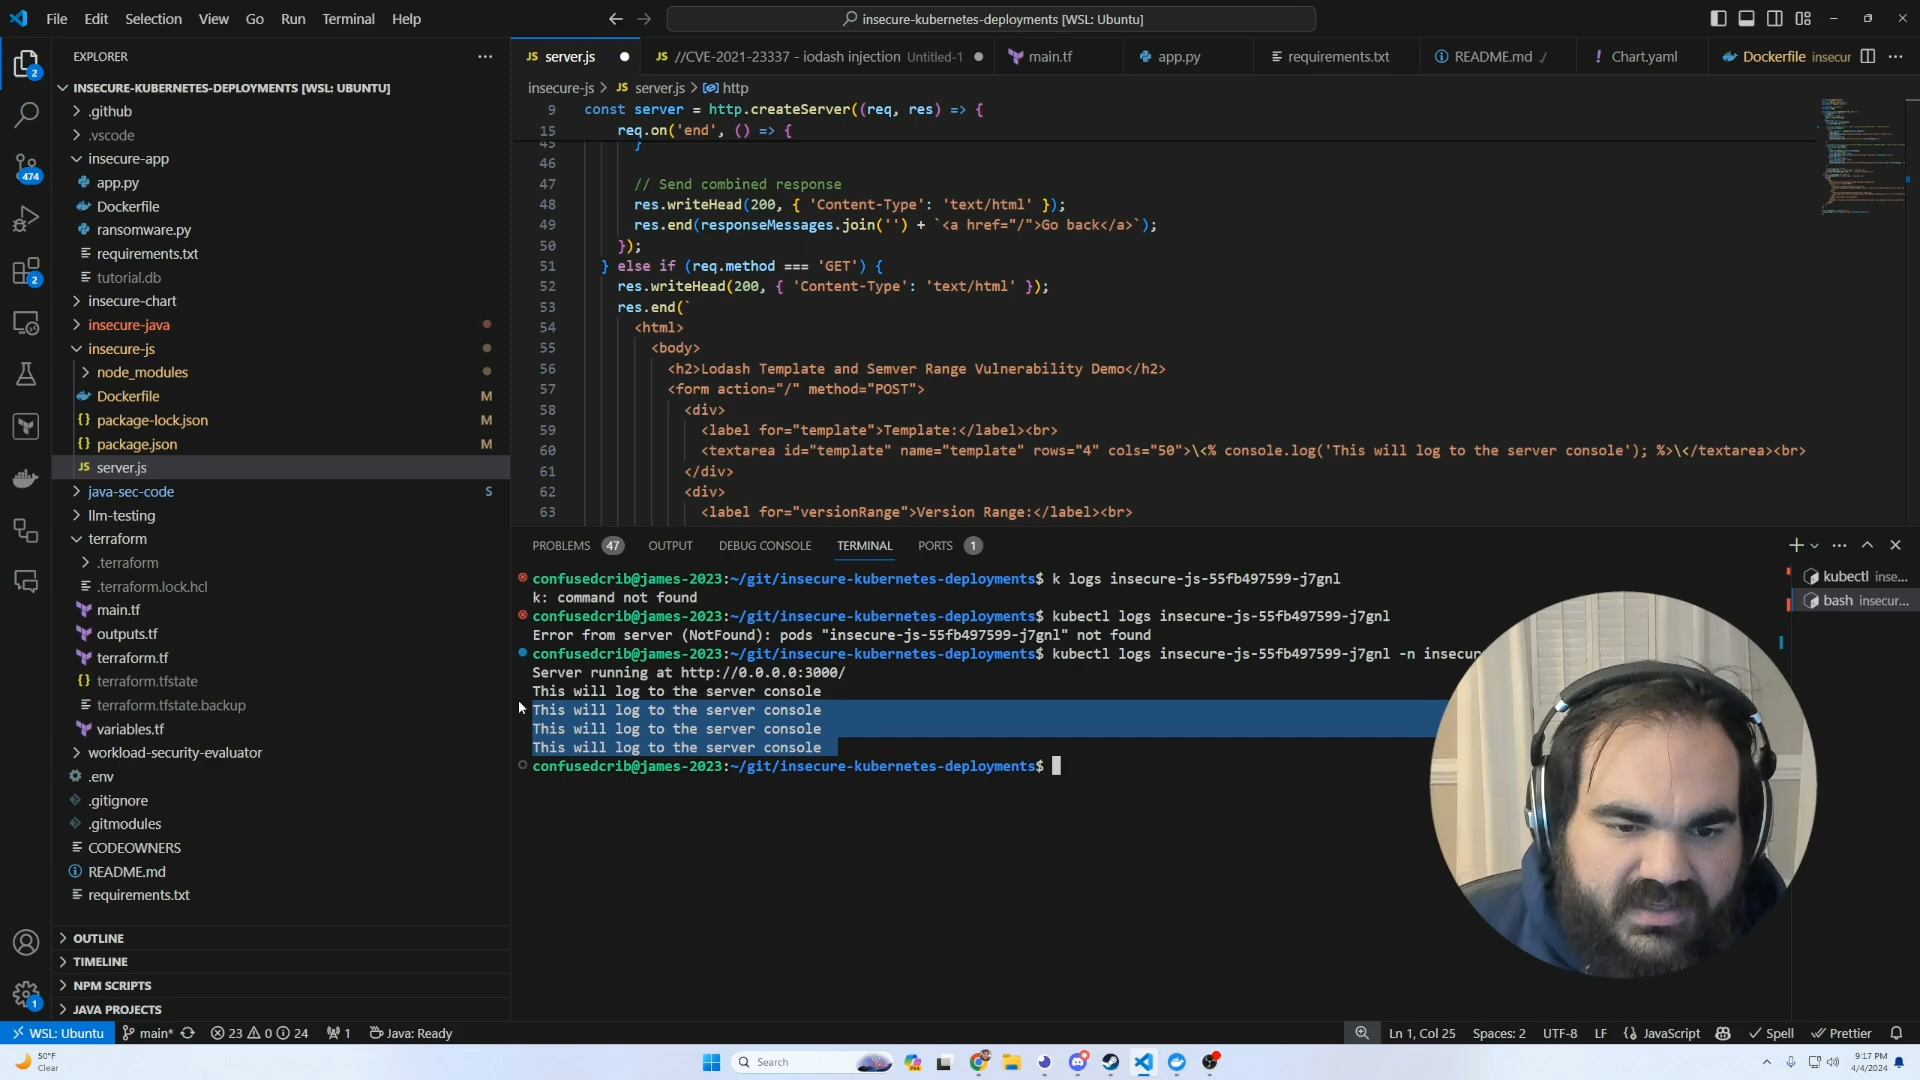 File Edit Selection View Go Run Terminal Help
insecure-kubernetes-deployments [WSL: Ubuntu]
EXPLORER
JS server.js
JS //CVE-2021-23337 - iodash injection Untitled-1
main.tf
app.py
requirements.txt
README.md ./
! Chart.yaml
Dockerfile insecur
INSECURE-KUBERNETES-DEPLOYMENTS [WSL: UBUNTU]
.github
.vscode
insecure-app
app.py
Dockerfile
ransomware.py
requirements.txt
tutorial.db
insecure-chart
insecure-java
insecure-js
node_modules
Dockerfile M
{} package-lock.json M
{} package.json M
JS server.js
java-sec-code S
llm-testing
terraform
.terraform
.terraform.lock.hcl
main.tf
outputs.tf
terraform.tf
{} terraform.tfstate
terraform.tfstate.backup
variables.tf
workload-security-evaluator
.env
.gitignore
.gitmodules
CODEOWNERS
README.md
requirements.txt
OUTLINE
TIMELINE
NPM SCRIPTS
JAVA PROJECTS
2
474
2
1
insecure-js > JS server.js > http
9 const server = http.createServer((req, res) => {
15 req.on('end', () => {
45 }
46
47 // Send combined response
48 res.writeHead(200, { 'Content-Type': 'text/html' });
49 res.end(responseMessages.join('') + `<a href="/">Go back</a>`);
50 });
51 } else if (req.method === 'GET') {
52 res.writeHead(200, { 'Content-Type': 'text/html' });
53 res.end(`
54 <html>
55 <body>
56 <h2>Lodash Template and Semver Range Vulnerability Demo</h2>
57 <form action="/" method="POST">
58 <div>
59 <label for="template">Template:</label><br>
60 <textarea id="template" name="template" rows="4" cols="50">\<% console.log('This will log to the server console'); %>\</textarea><br>
61 </div>
62 <div>
63 <label for="versionRange">Version Range:</label><br>
PROBLEMS 47 OUTPUT DEBUG CONSOLE TERMINAL PORTS 1
confusedcrib@james-2023:~/git/insecure-kubernetes-deployments$ k logs insecure-js-55fb497599-j7gnl
k: command not found
confusedcrib@james-2023:~/git/insecure-kubernetes-deployments$ kubectl logs insecure-js-55fb497599-j7gnl
Error from server (NotFound): pods "insecure-js-55fb497599-j7gnl" not found
confusedcrib@james-2023:~/git/insecure-kubernetes-deployments$ kubectl logs insecure-js-55fb497599-j7gnl -n insecur
Server running at http://0.0.0.0:3000/
This will log to the server console
This will log to the server console
This will log to the server console
This will log to the server console
confusedcrib@james-2023:~/git/insecure-kubernetes-deployments$
kubectl inse...
bash insecur...
WSL: Ubuntu main* 23 0 24 1 Java: Ready
Ln 1, Col 25 Spaces: 2 UTF-8 LF {} JavaScript Spell Prettier
50°F
Clear
Search
9:17 PM
4/4/2024